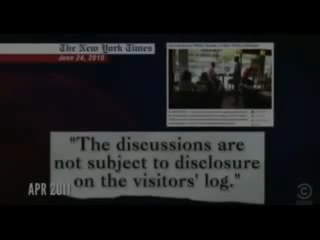 The New York Times
June 24, 2010
"The discussions are
not subject to disclosure
on the visitors' log."
APR 2011